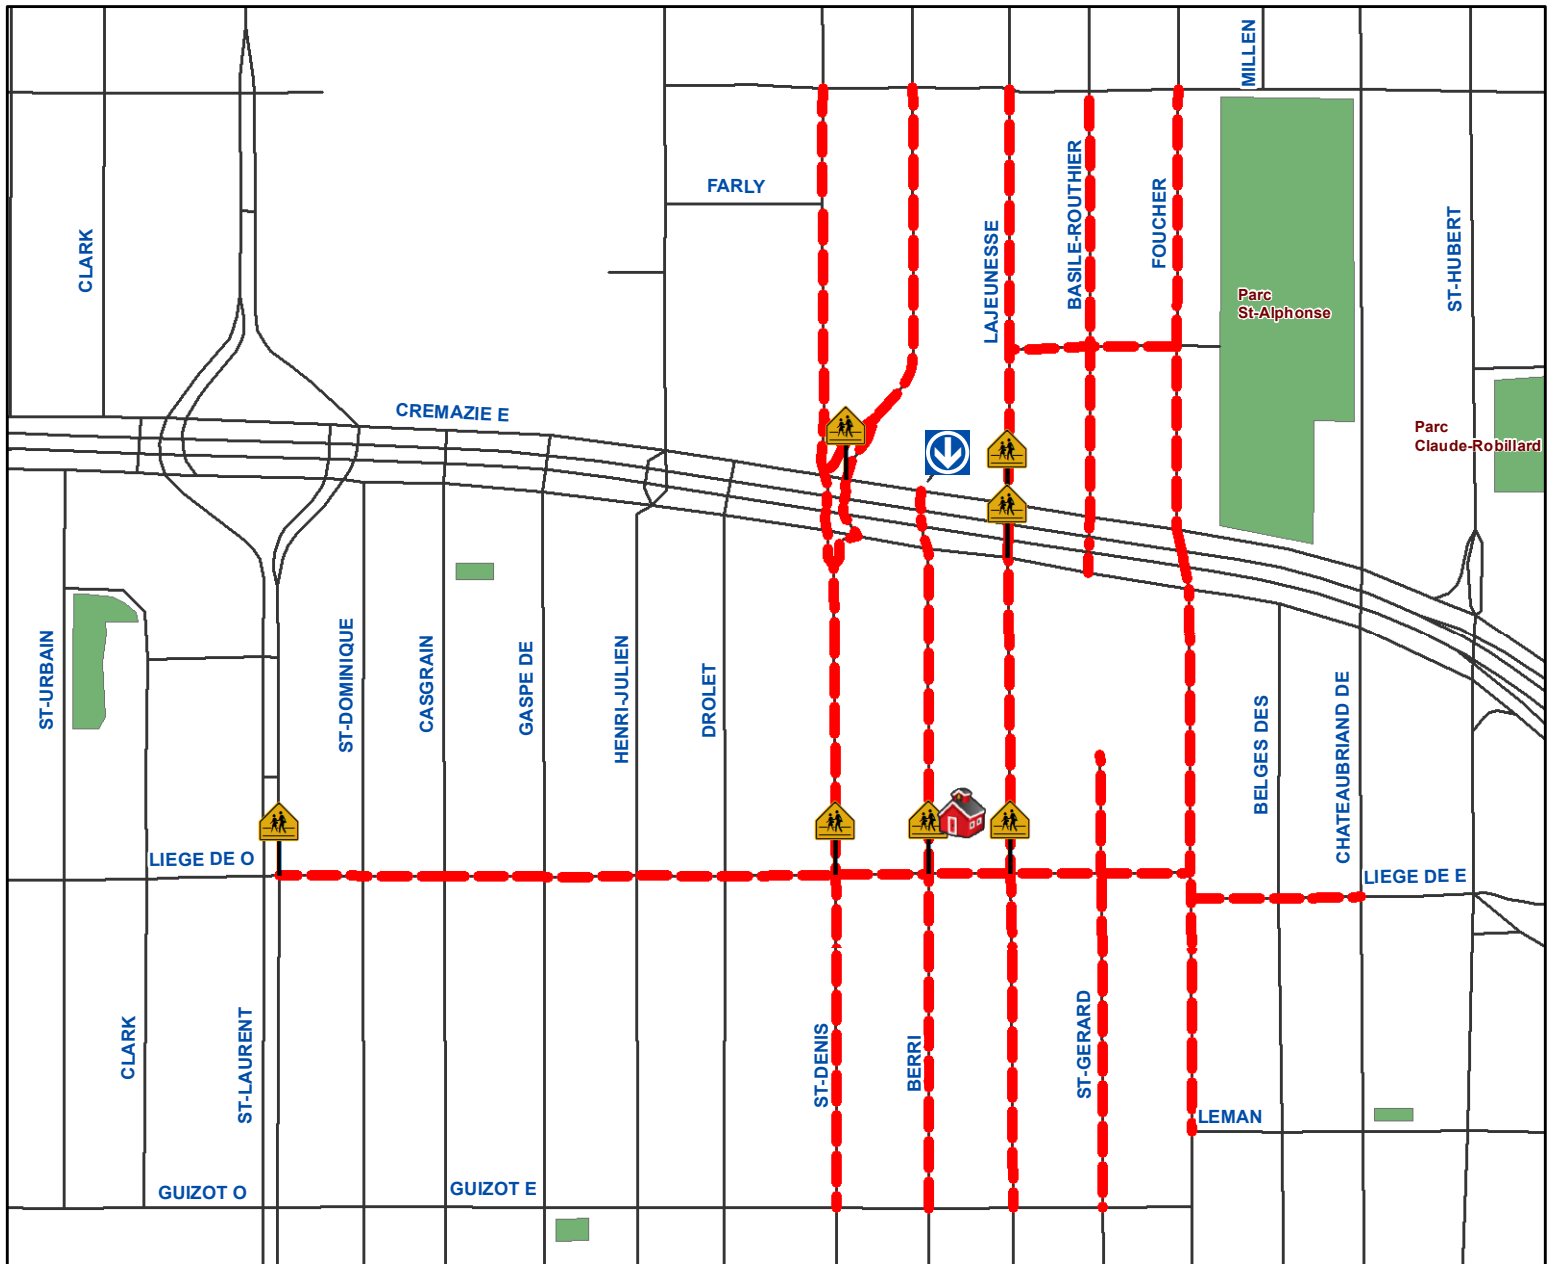 MILLEN
FARLY
CLARK
LAJEUNESSE
BASILE-ROUTHIER
FOUCHER
ST-HUBERT
Parc
St-Alphonse
CREMAZIE E
Parc
Claude-Robillard
ST-URBAIN
ST-DOMINIQUE
CASGRAIN
GASPE DE
HENRI-JULIEN
DROLET
BELGES DES
CHATEAUBRIAND DE
LIEGE DE O
LIEGE DE E
CLARK
ST-LAURENT
ST-DENIS
BERRI
ST-GERARD
LEMAN
GUIZOT O
GUIZOT E